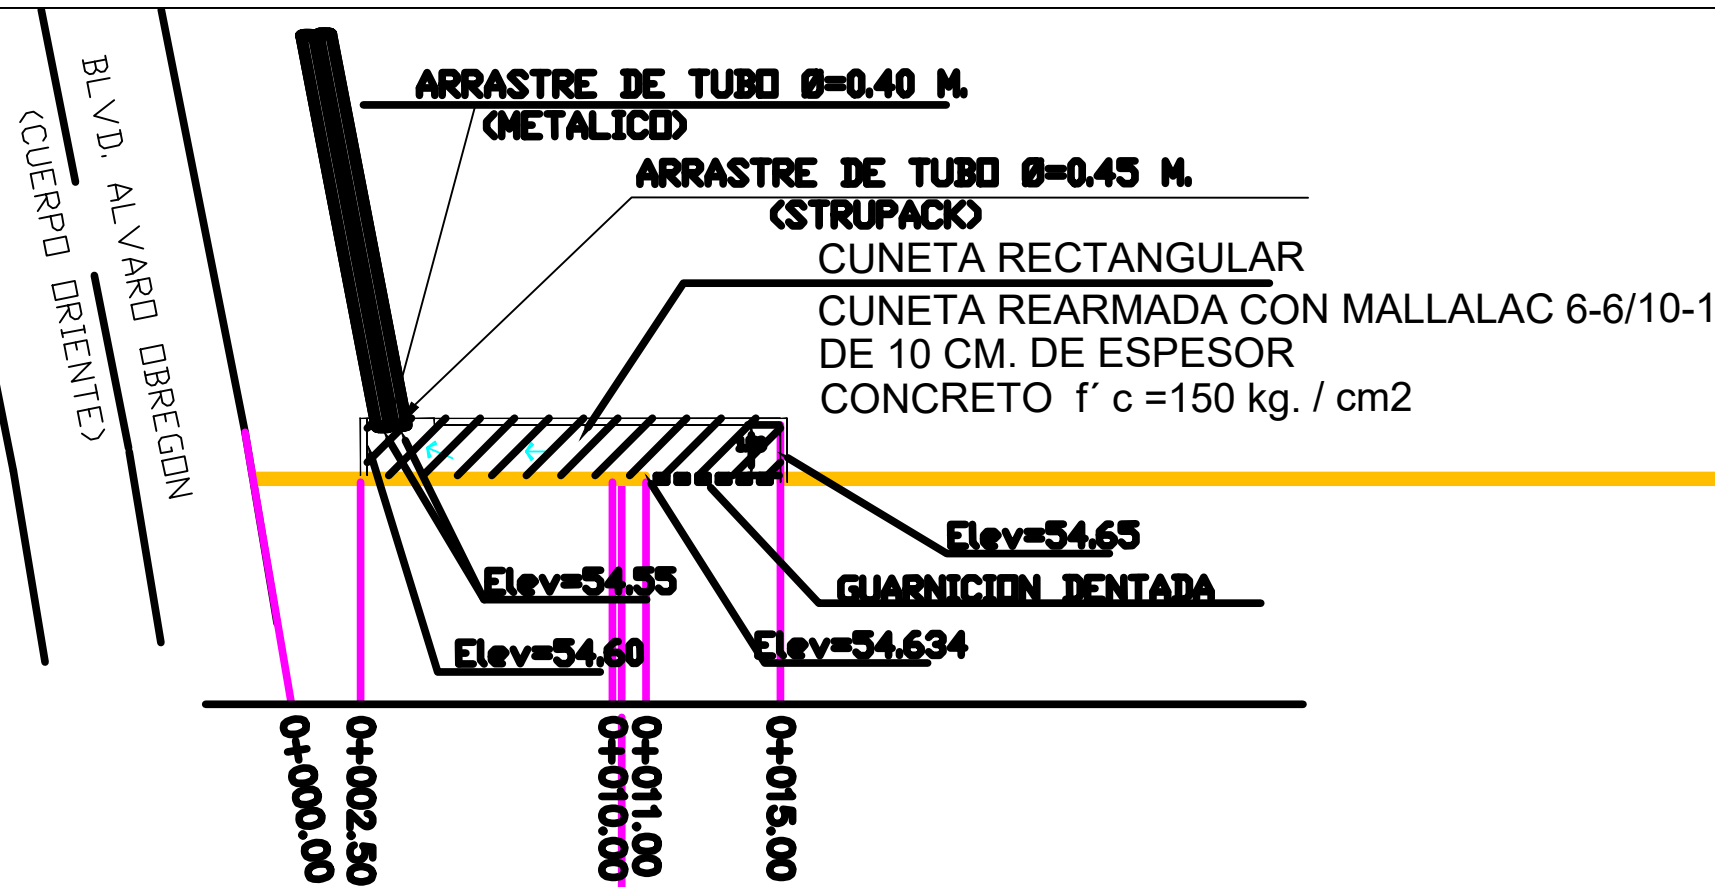 BLVD. ALVARO OBREGON
(CUERPO ORIENTE)
ARRASTRE DE TUBO Ø=0.40 M.
(METALICO)
ARRASTRE DE TUBO Ø=0.45 M.
(STRUPACK)
CUNETA RECTANGULAR
CUNETA REARMADA CON MALLALAC 6-6/10-1
DE 10 CM. DE ESPESOR
CONCRETO f´ c =150 kg. / cm2
Elev=54.65
Elev=54.55
GUARNICION DENTADA
Elev=54.60
Elev=54.634
0+000.00
0+002.50
0+010.00
0+011.00
0+015.00